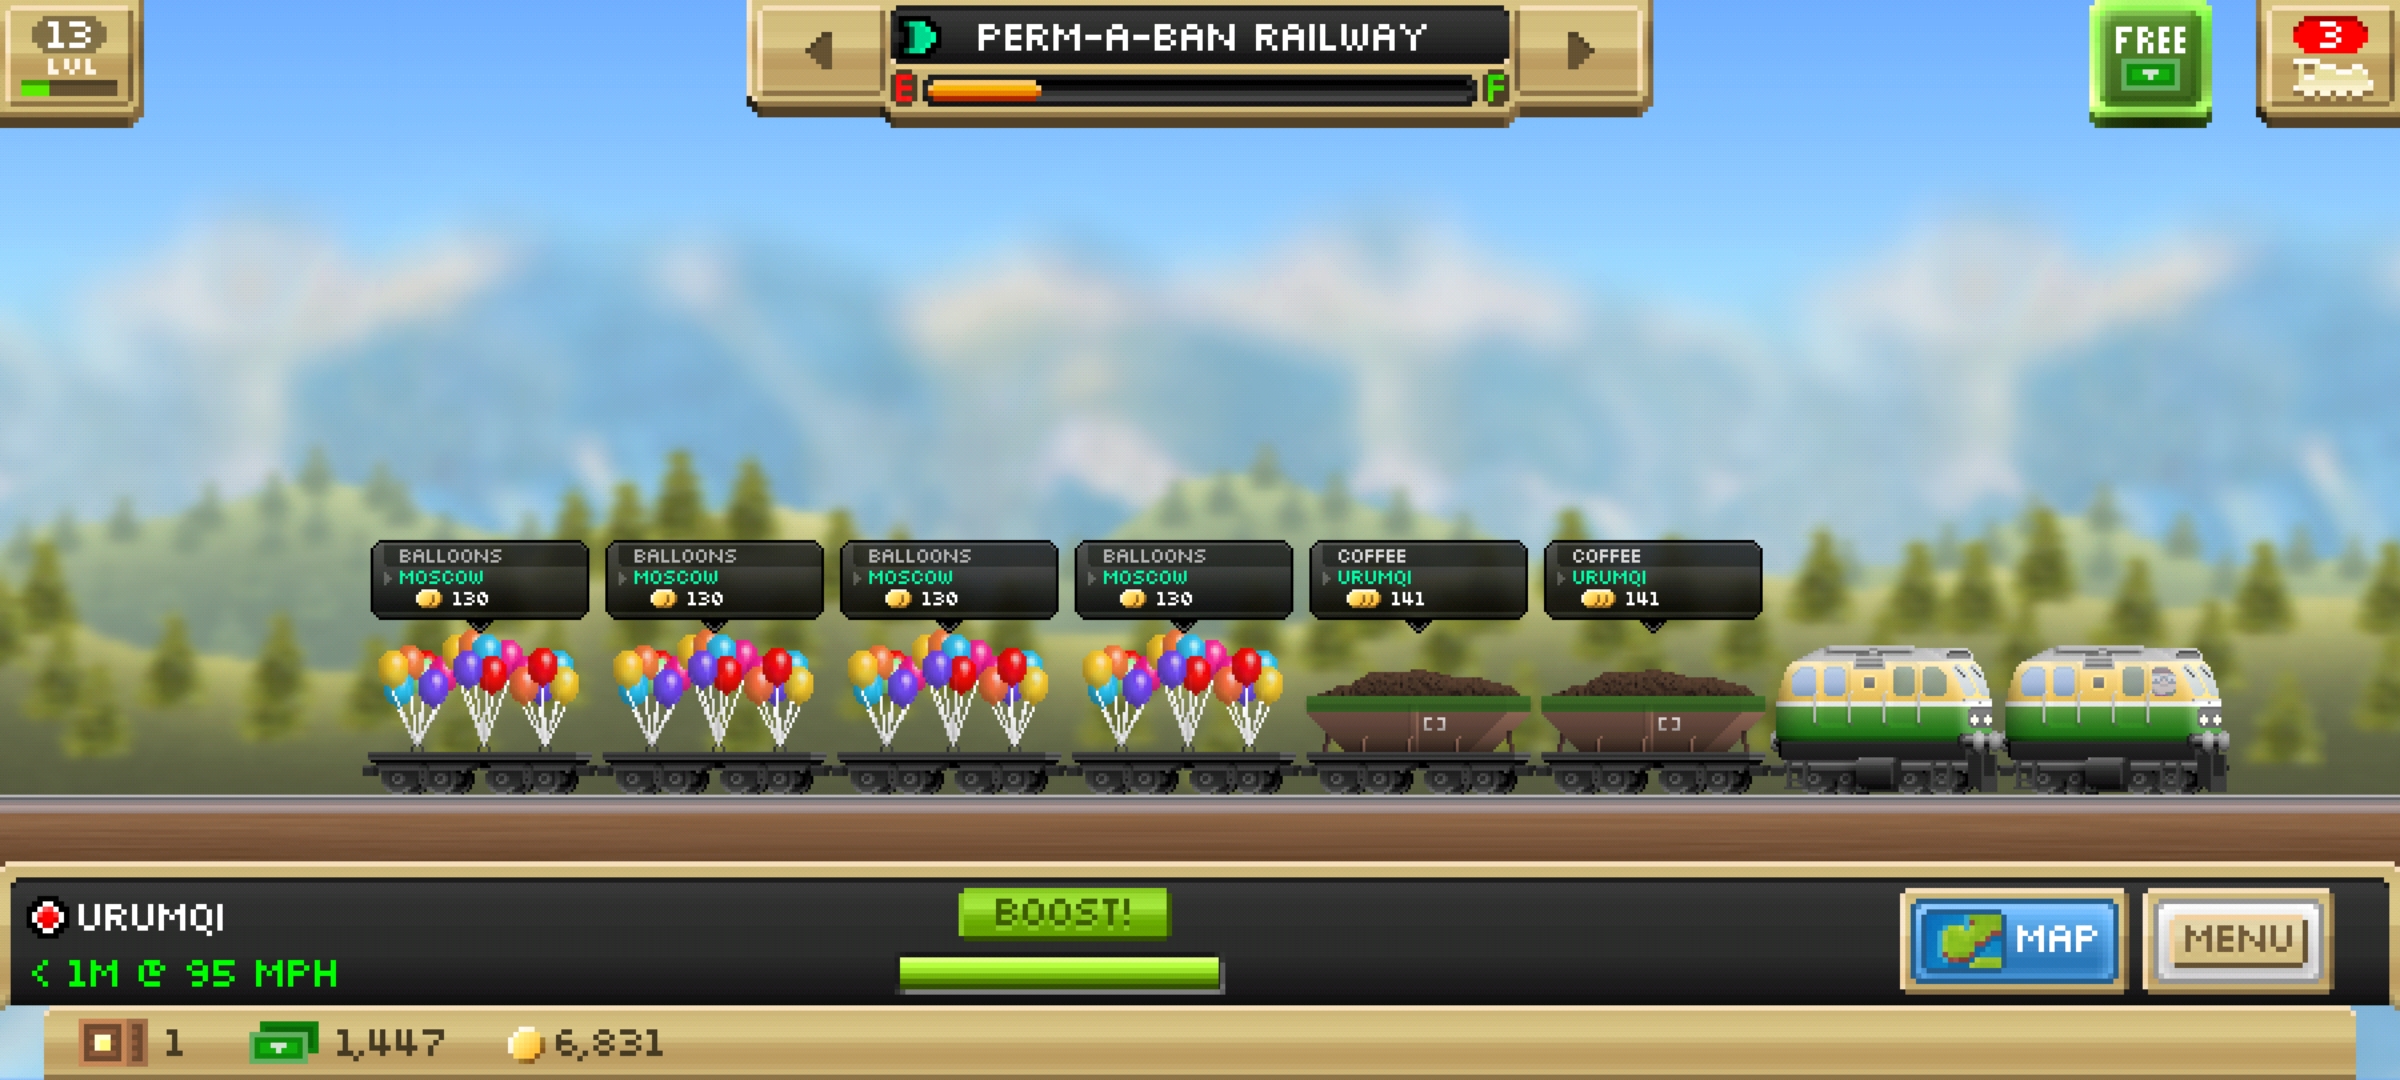 13
LVL
PERM-A-BAN RAILWAY
E
F
FREE
3
BALLOONS
MOSCOW
130
BALLOONS
MOSCOW
130
BALLOONS
MOSCOW
130
BALLOONS
MOSCOW
130
COFFEE
URUMQI
141
COFFEE
URUMQI
141
URUMQI
< 1M @ 95 MPH
BOOST!
MAP
MENU
1
1,447
6,831